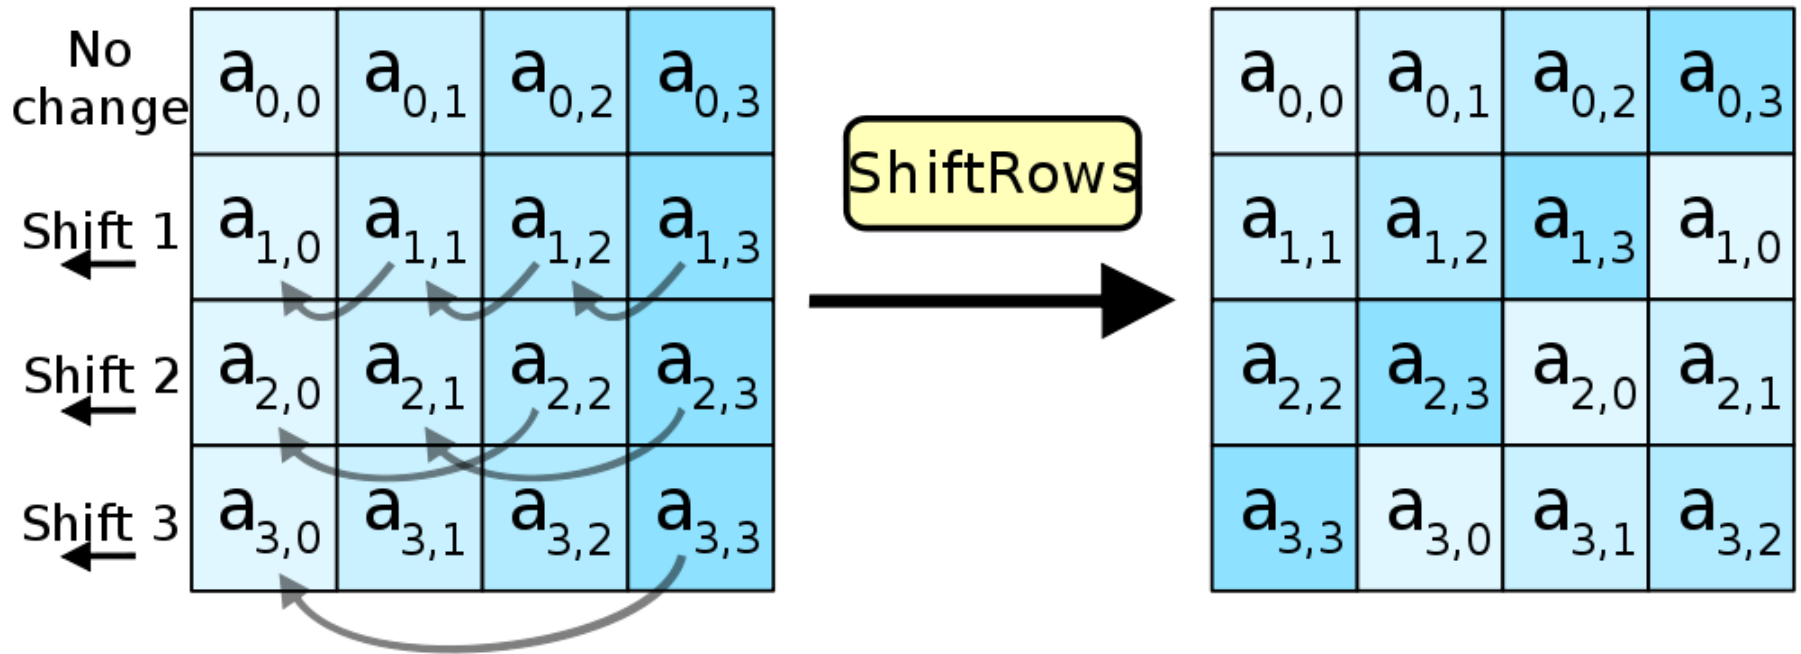 No
change
a0,0 a0,1 a0,2 a0,3
Shift 1
a1,0 a1,1 a1,2 a1,3
Shift 2
a2,0 a2,1 a2,2 a2,3
Shift 3
a3,0 a3,1 a3,2 a3,3
ShiftRows
a0,0 a0,1 a0,2 a0,3
a1,1 a1,2 a1,3 a1,0
a2,2 a2,3 a2,0 a2,1
a3,3 a3,0 a3,1 a3,2